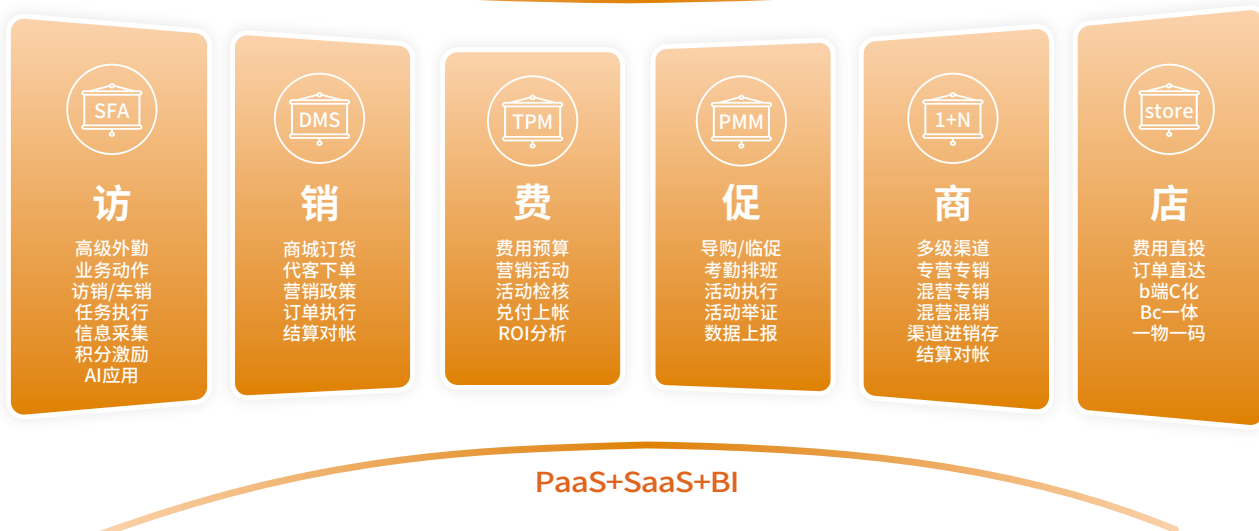 SFA
访
高级外勤
业务动作
访销/车销
任务执行
信息采集
积分激励
AI应用
DMS
销
商城订货
代客下单
营销政策
订单执行
结算对帐
TPM
费
费用预算
营销活动
活动检核
兑付上帐
ROI分析
PMM
促
导购/临促
考勤排班
活动执行
活动举证
数据上报
1+N
商
多级渠道
专营专销
混营专销
混营混销
渠道进销存
结算对帐
store
店
费用直投
订单直达
b端C化
Bc一体
一物一码
PaaS+SaaS+BI